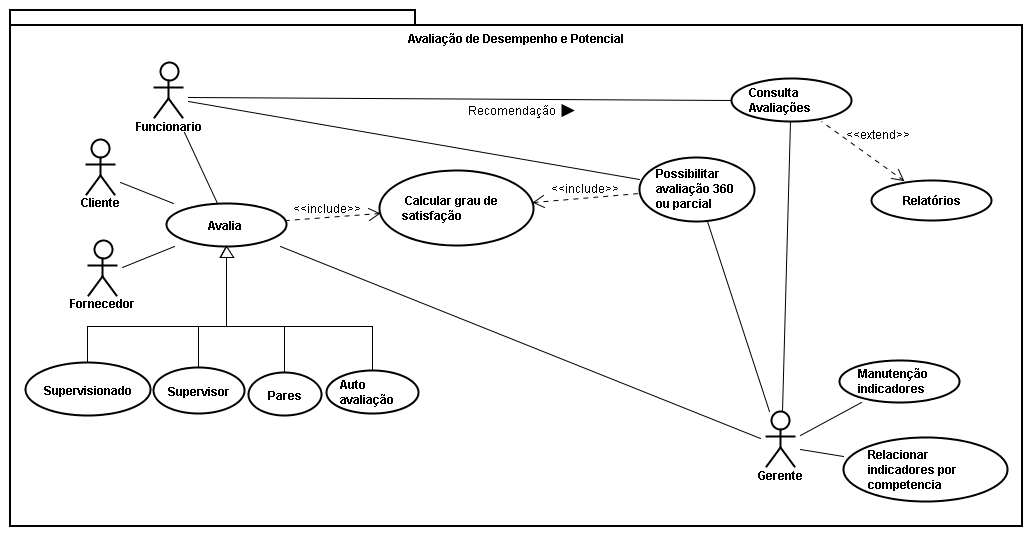 Avaliação de Desempenho e Potencial
Funcionario
Recomendação
Consulta
Avaliações
<<extend>>
Relatórios
Cliente
Possibilitar
avaliação 360
ou parcial
<<include>>
Calcular grau de
satisfação
<<include>>
Avalia
Fornecedor
Supervisionado
Supervisor
Pares
Auto
avaliação
Manutenção
indicadores
Relacionar
indicadores por
competencia
Gerente